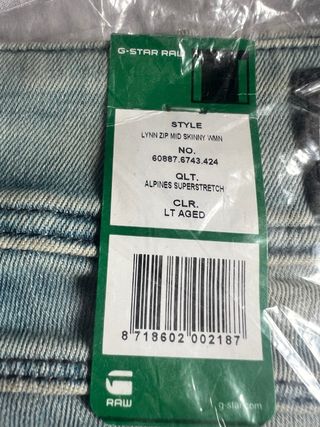 G-STAR RAW
STYLE
LYNN ZIP MID SKINNY WMN
NO.
60887.6743.424
QLT.
ALPINES SUPERSTRETCH
CLR.
LT AGED
8 718602 002187
RAW
g-star.com